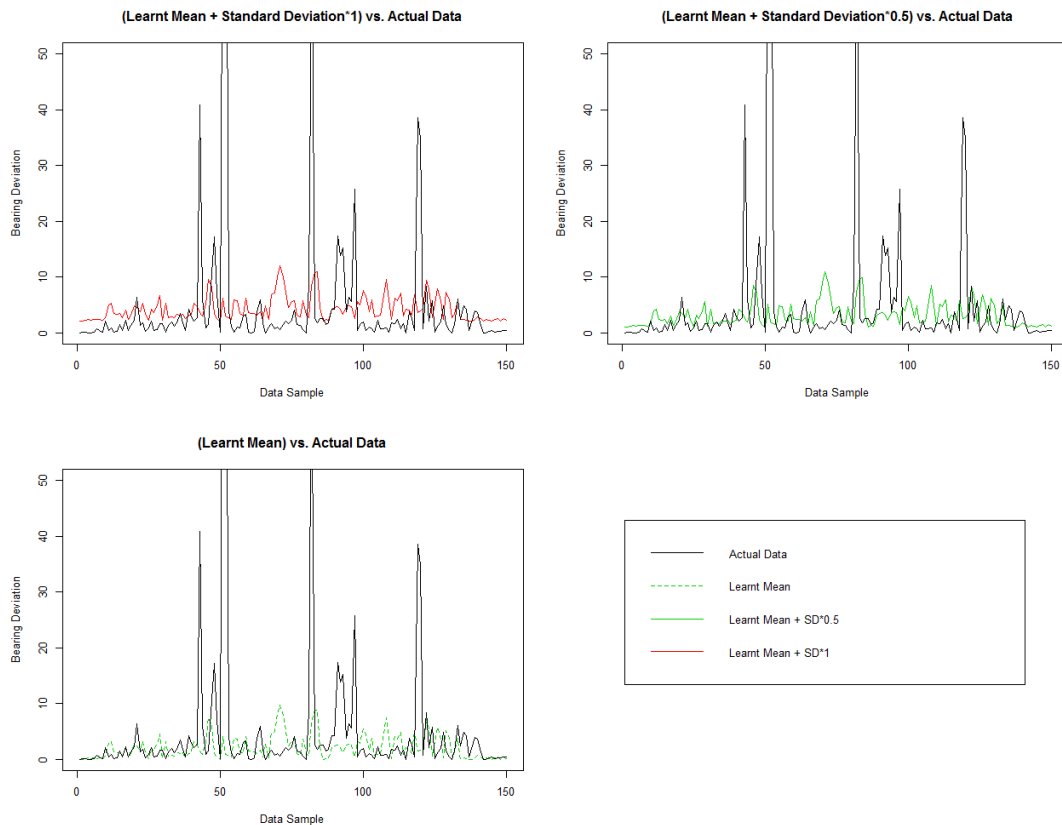 (Learnt Mean + Standard Deviation*1) vs. Actual Data
50
40
30
20
10
0
Bearing Deviation
0 50 100 150
Data Sample
(Learnt Mean + Standard Deviation*0.5) vs. Actual Data
50
40
30
20
10
0
Bearing Deviation
0 50 100 150
Data Sample
(Learnt Mean) vs. Actual Data
50
40
30
20
10
0
Bearing Deviation
0 50 100 150
Data Sample
Actual Data
Learnt Mean
Learnt Mean + SD*0.5
Learnt Mean + SD*1